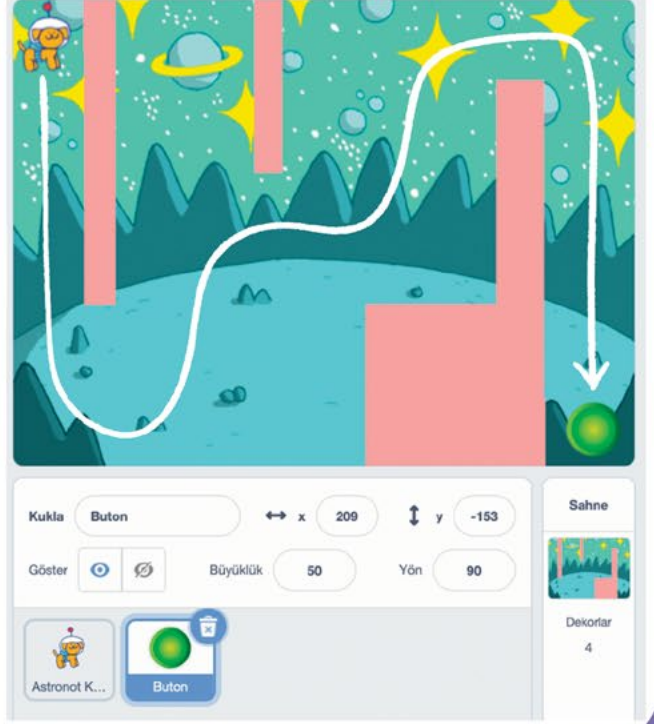 Kukla Buton x 209 y -153
Göster Büyüklük 50 Yön 90
Astronot K...
Buton
Sahne
Dekorlar
4